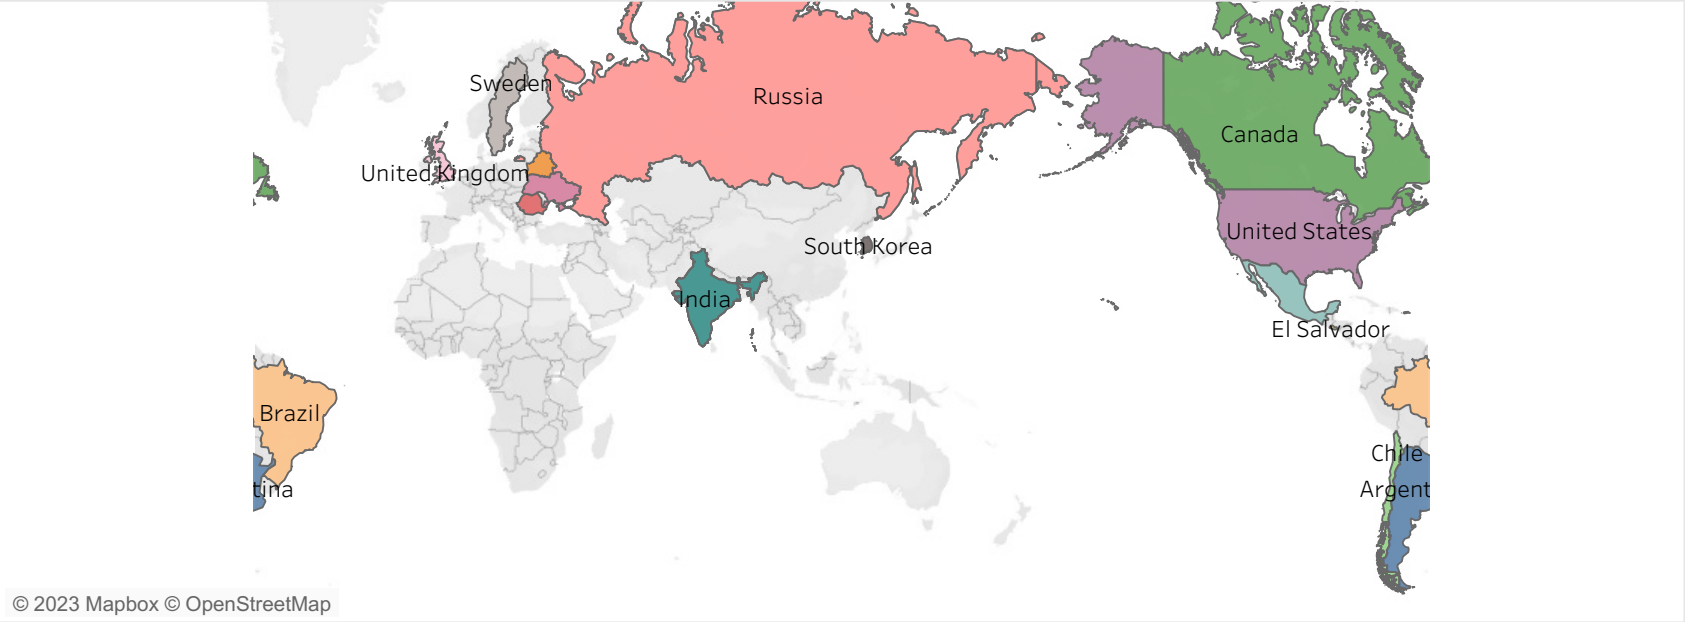 Sweden
Russia
Canada
United Kingdom
United States
South Korea
India
El Salvador
Brazil
Chile
tina
Argent
© 2023 Mapbox © OpenStreetMap